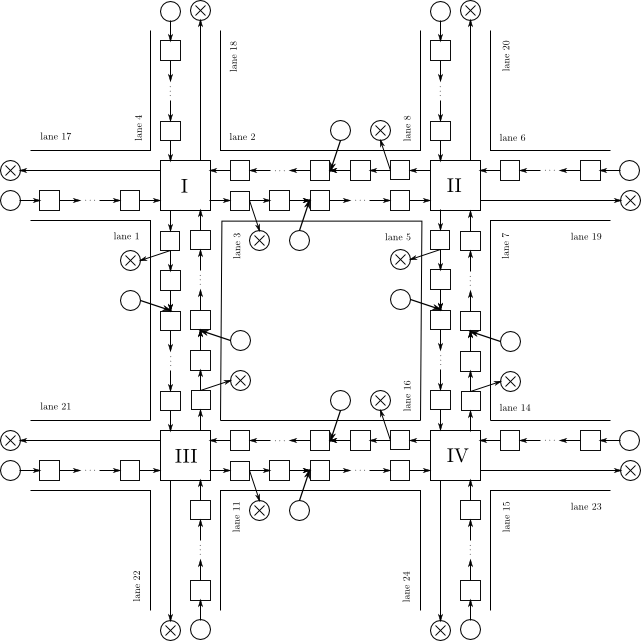 lane 18
lane 20
lane 4
lane 17
lane 2
lane 8
lane 6
I
II
lane 1
lane 3
lane 5
lane 7
lane 19
lane 21
lane 16
lane 14
III
IV
lane 11
lane 15
lane 23
lane 22
lane 24